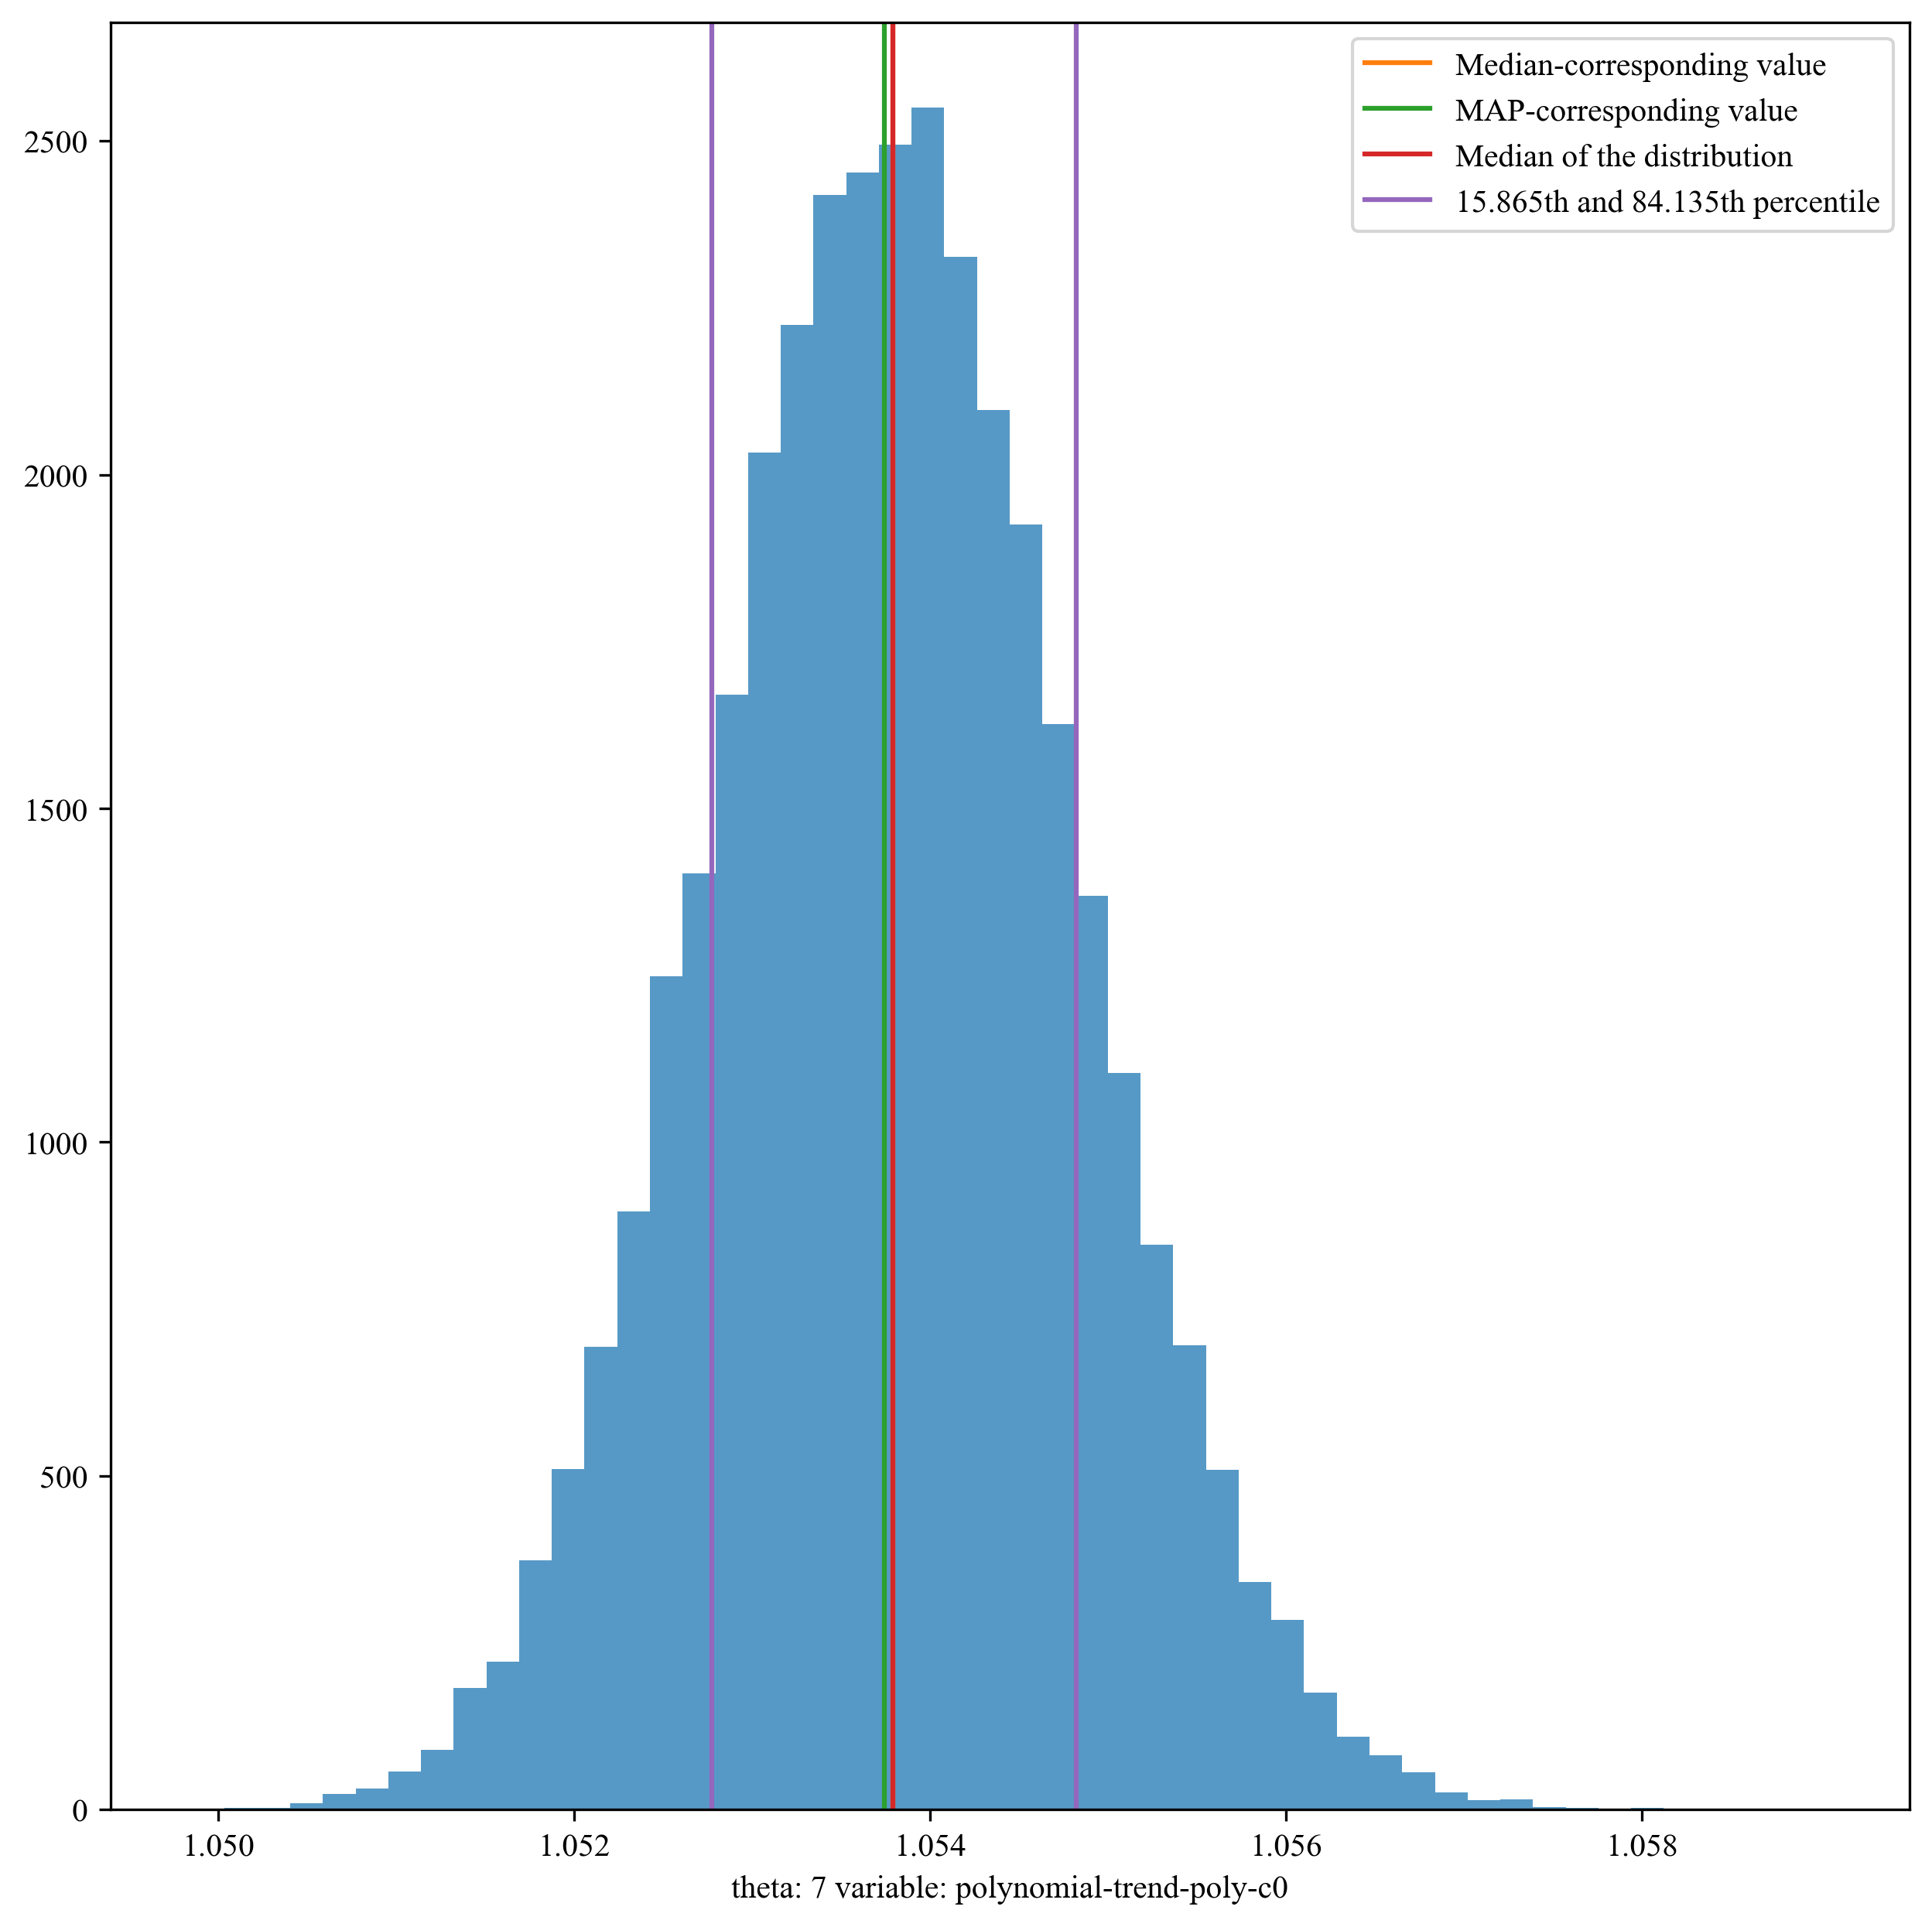 Median-corresponding value
MAP-corresponding value
Median of the distribution
15.865th and 84.135th percentile
2500
2000
1500
1000
500
0
1.050 1.052 1.054 1.056 1.058
theta: 7 variable: polynomial-trend-poly-c0